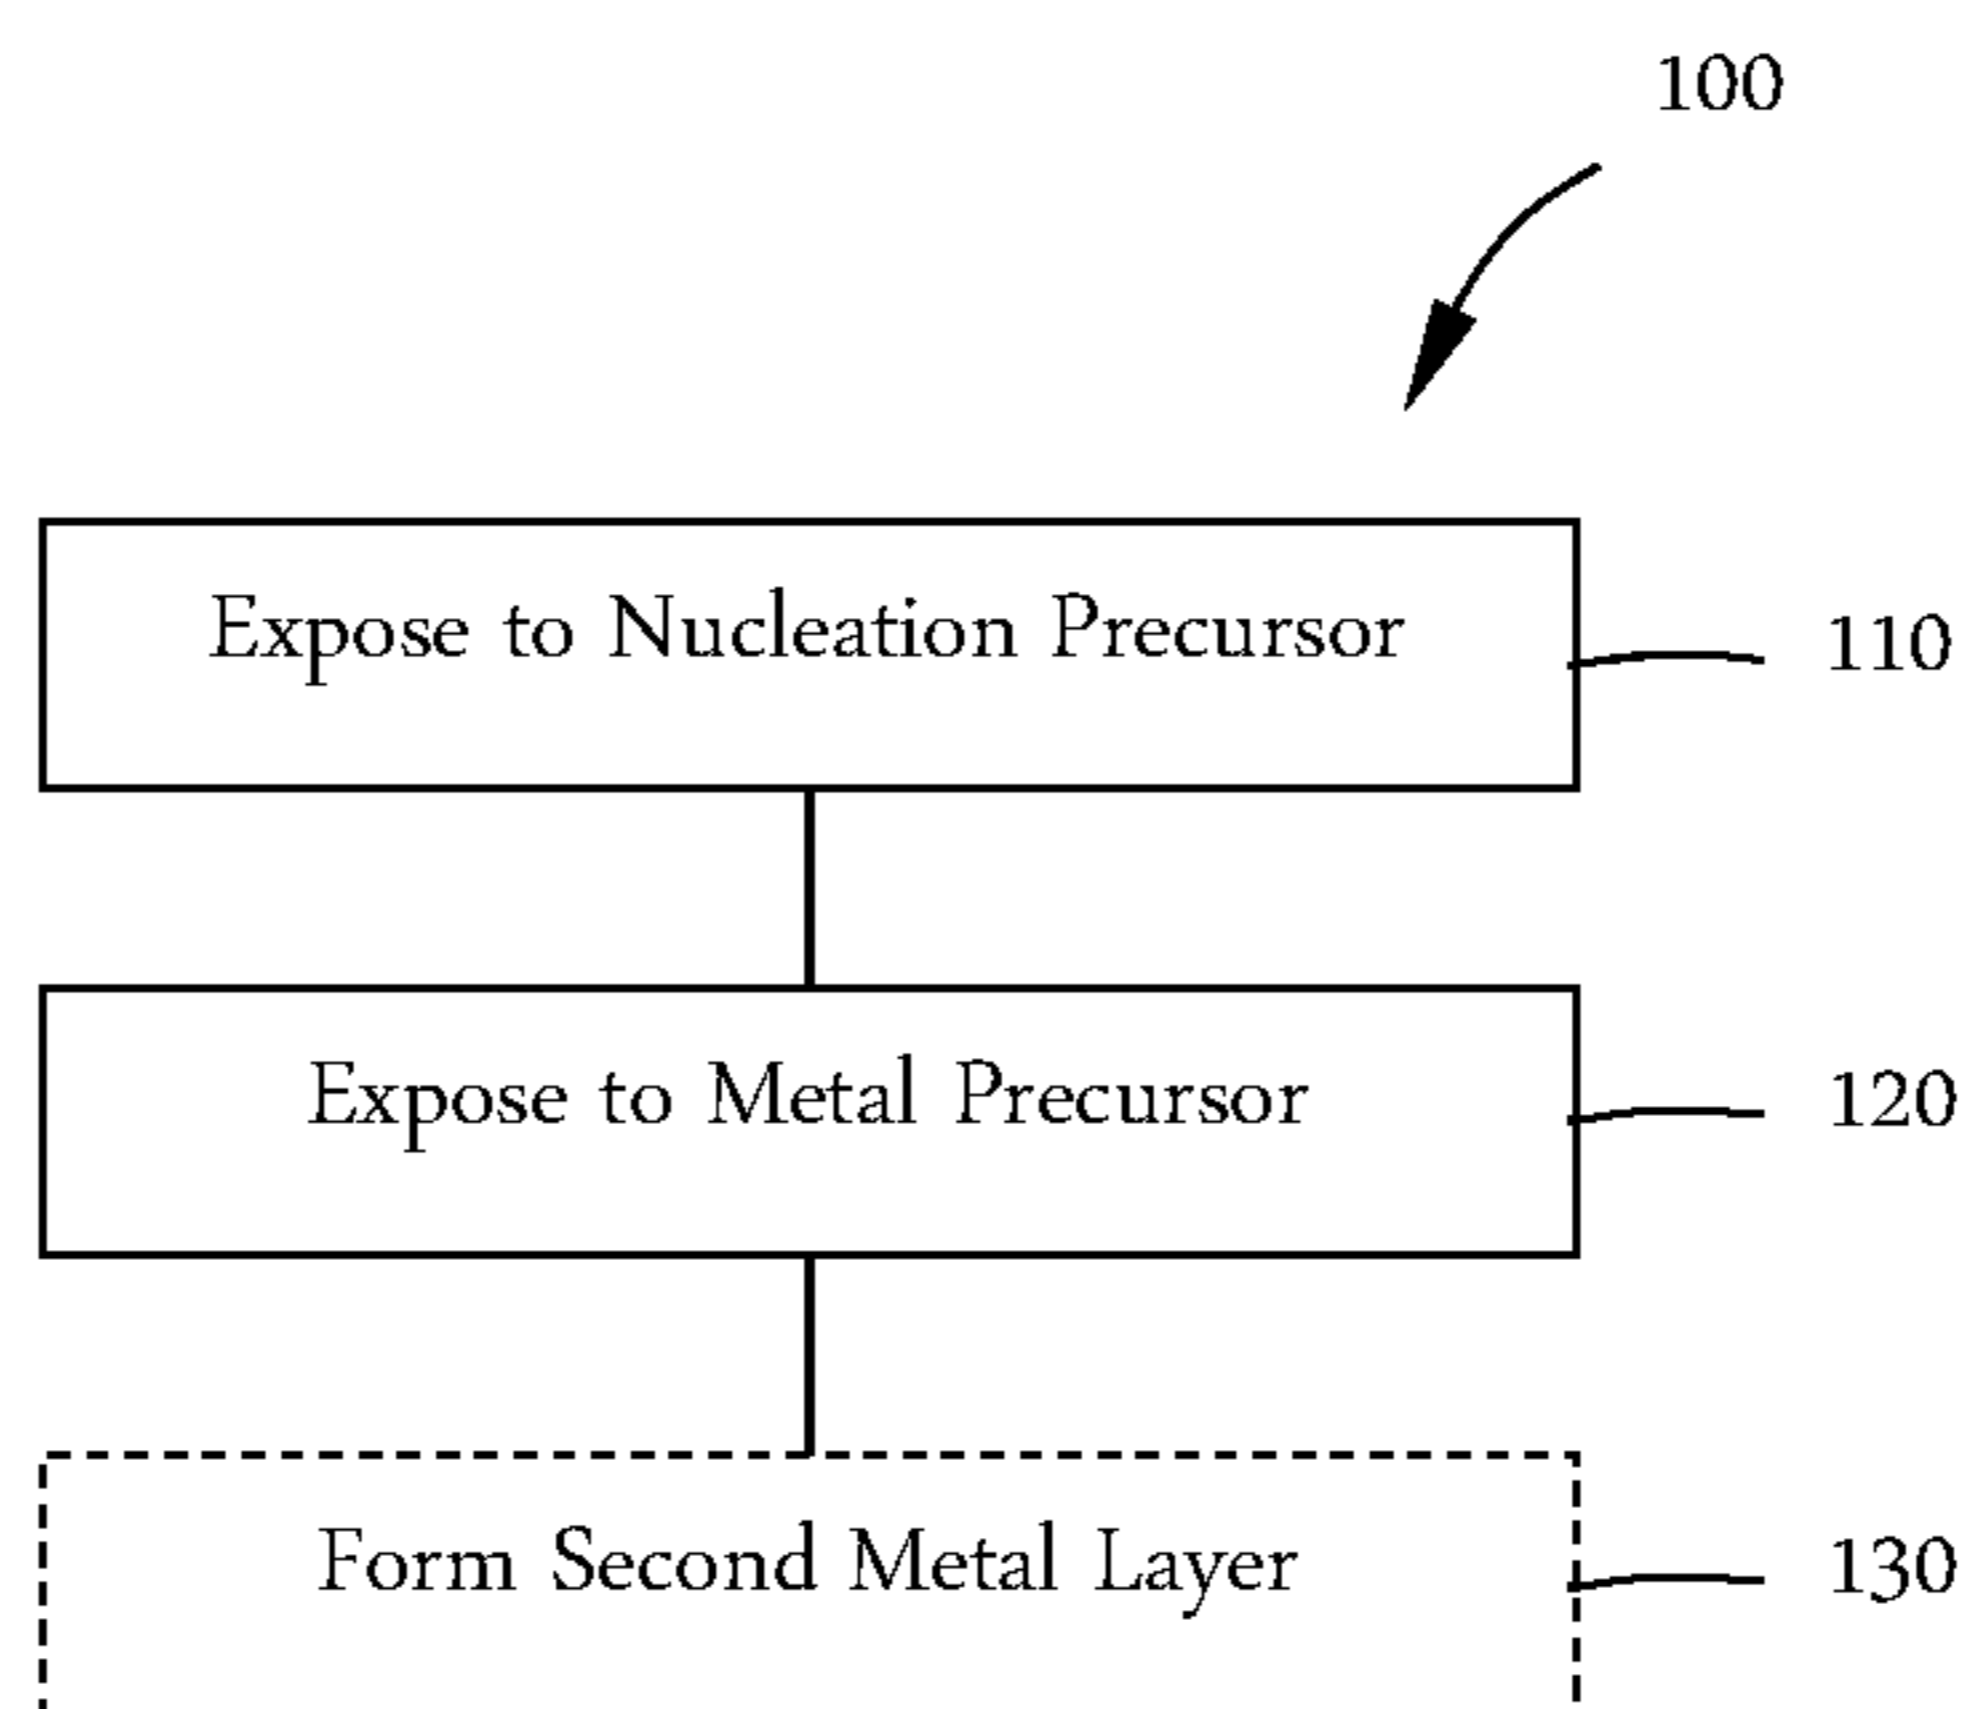 100
Expose to Nucleation Precursor
110
Expose to Metal Precursor
120
Form Second Metal Layer
130